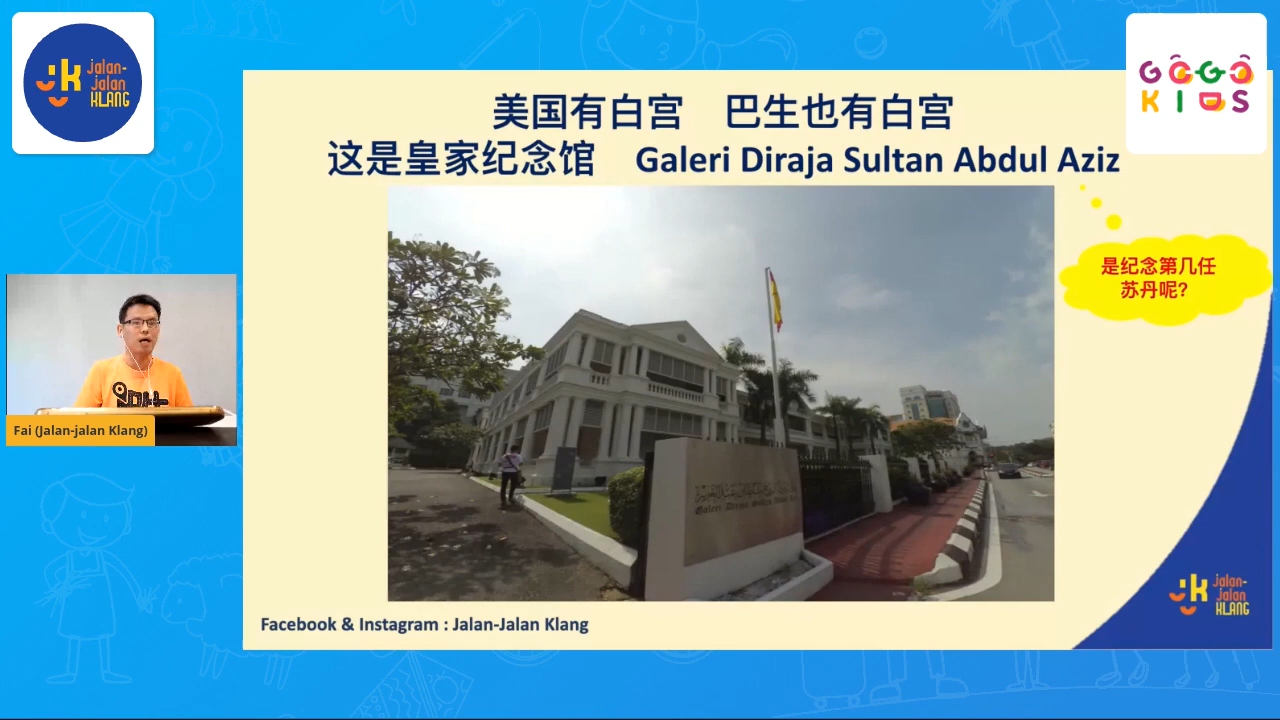 jk
jalan-
jalan
KLANG
GOGO
KIDS
美国有白宫 巴生也有白宫
这是皇家纪念馆 Galeri Diraja Sultan Abdul Aziz
是纪念第几任
苏丹呢?
Galeri Diraja Sultan Abdul Aziz
Fai (Jalan-jalan Klang)
Facebook & Instagram : Jalan-Jalan Klang
jk
jalan-
jalan
KLANG